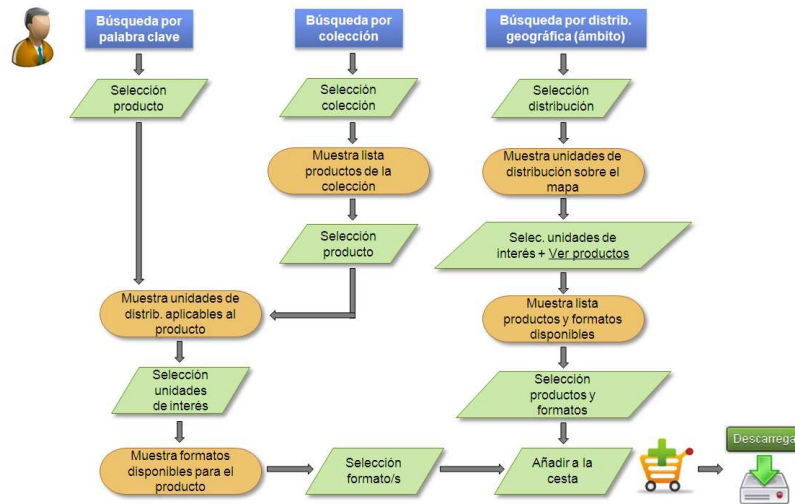 Búsqueda por
palabra clave
Búsqueda por
colección
Búsqueda por distrib.
geográfica (ámbito)
Selección
producto
Selección
colección
Selección
distribución
Muestra lista
productos de la
colección
Muestra unidades de
distribución sobre el
mapa
Selección
producto
Selec. unidades de
interés + Ver productos
Muestra unidades de
distrib. aplicables al
producto
Muestra lista
productos y formatos
disponibles
Selección
unidades
de interés
Selección
productos y
formatos
Muestra formatos
disponibles para el
producto
Selección
formato/s
Añadir a la
cesta
Descarrega